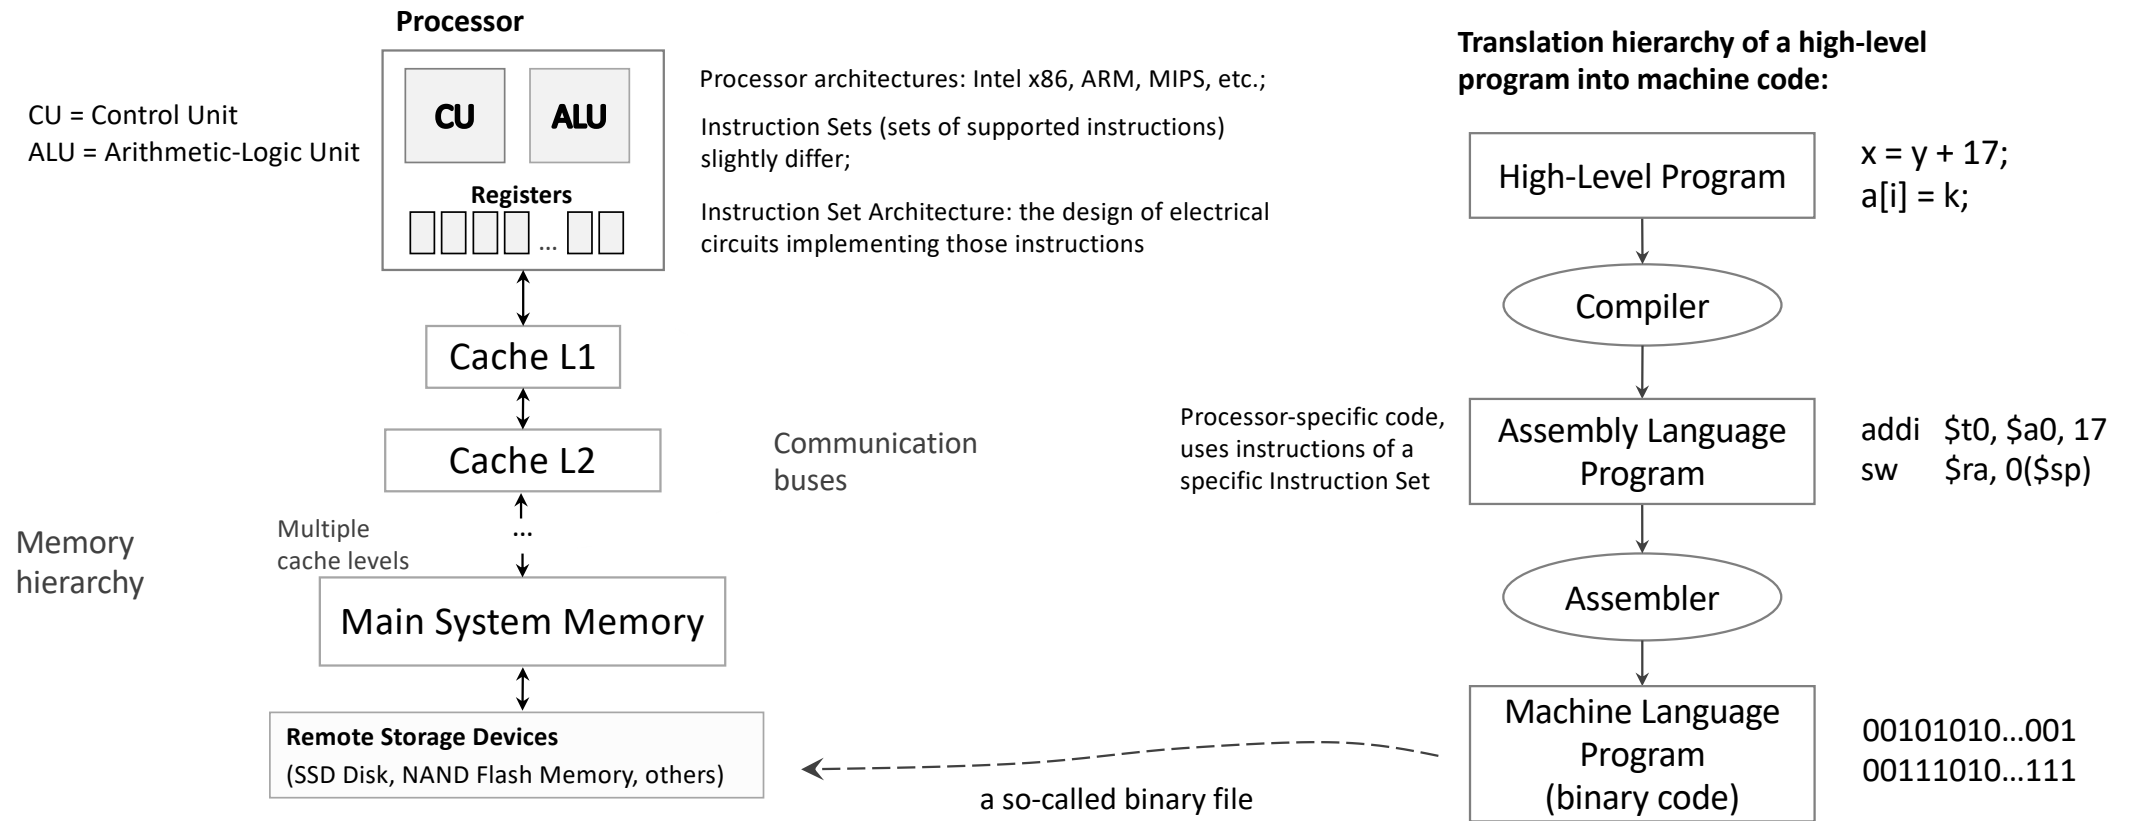 Processor
CU
ALU
Registers
...
CU = Control Unit
ALU = Arithmetic-Logic Unit
Processor architectures: Intel x86, ARM, MIPS, etc.;
Instruction Sets (sets of supported instructions)
slightly differ;
Instruction Set Architecture: the design of electrical
circuits implementing those instructions
Cache L1
Cache L2
Communication
buses
Multiple
cache levels
...
Memory
hierarchy
Main System Memory
Remote Storage Devices
(SSD Disk, NAND Flash Memory, others)
a so-called binary file
Translation hierarchy of a high-level
program into machine code:
High-Level Program
x = y + 17;
a[i] = k;
Compiler
Processor-specific code,
uses instructions of a
specific Instruction Set
Assembly Language
Program
addi $t0, $a0, 17
sw $ra, 0($sp)
Assembler
Machine Language
Program
(binary code)
00101010...001
00111010...111